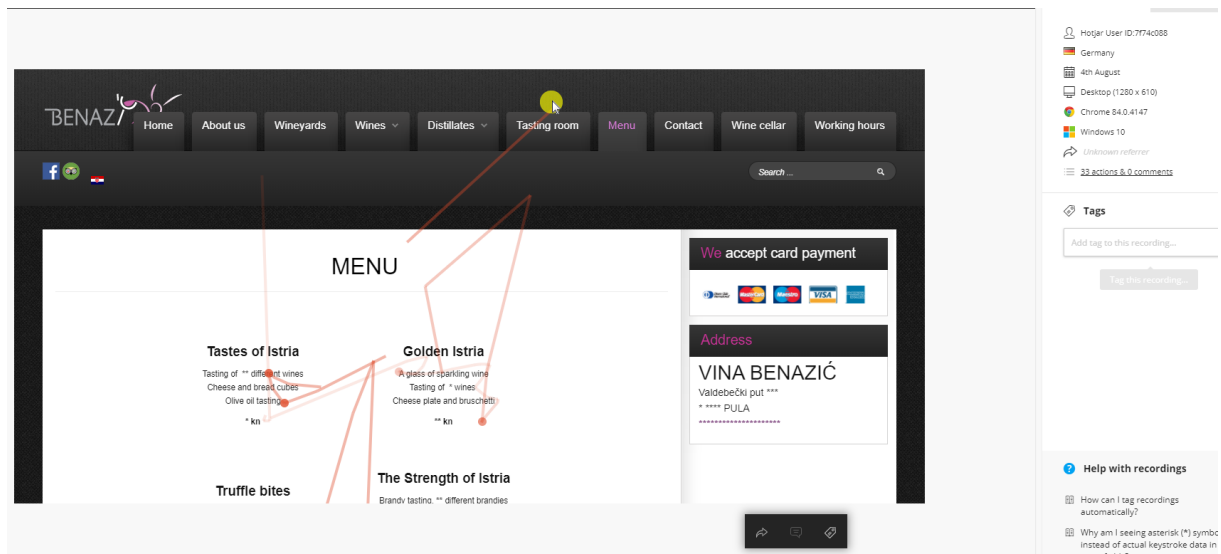 BENAZ
Home
About us
Wineyards
Wines
Distillates
Tasting room
Menu
Contact
Wine cellar
Working hours
Search ...
MENU
Tastes of Istria
Tasting of ** different wines
Cheese and bread cubes
Olive oil tasting
* kn
Golden Istria
A glass of sparkling wine
Tasting of * wines
Cheese plate and bruschetti
** kn
Truffle bites
The Strength of Istria
Brandy tasting, ** different brandies
We accept card payment
MasterCard
Maestro
VISA
Address
VINA BENAZIĆ
Valdebečki put ***
* **** PULA
*********************
Hotjar User ID:7f74c088
Germany
4th August
Desktop (1280 x 610)
Chrome 84.0.4147
Windows 10
Unknown referrer
33 actions & 0 comments
Tags
Add tag to this recording...
Tag this recording...
Help with recordings
How can I tag recordings
automatically?
Why am I seeing asterisk (*) symbo
instead of actual keystroke data in